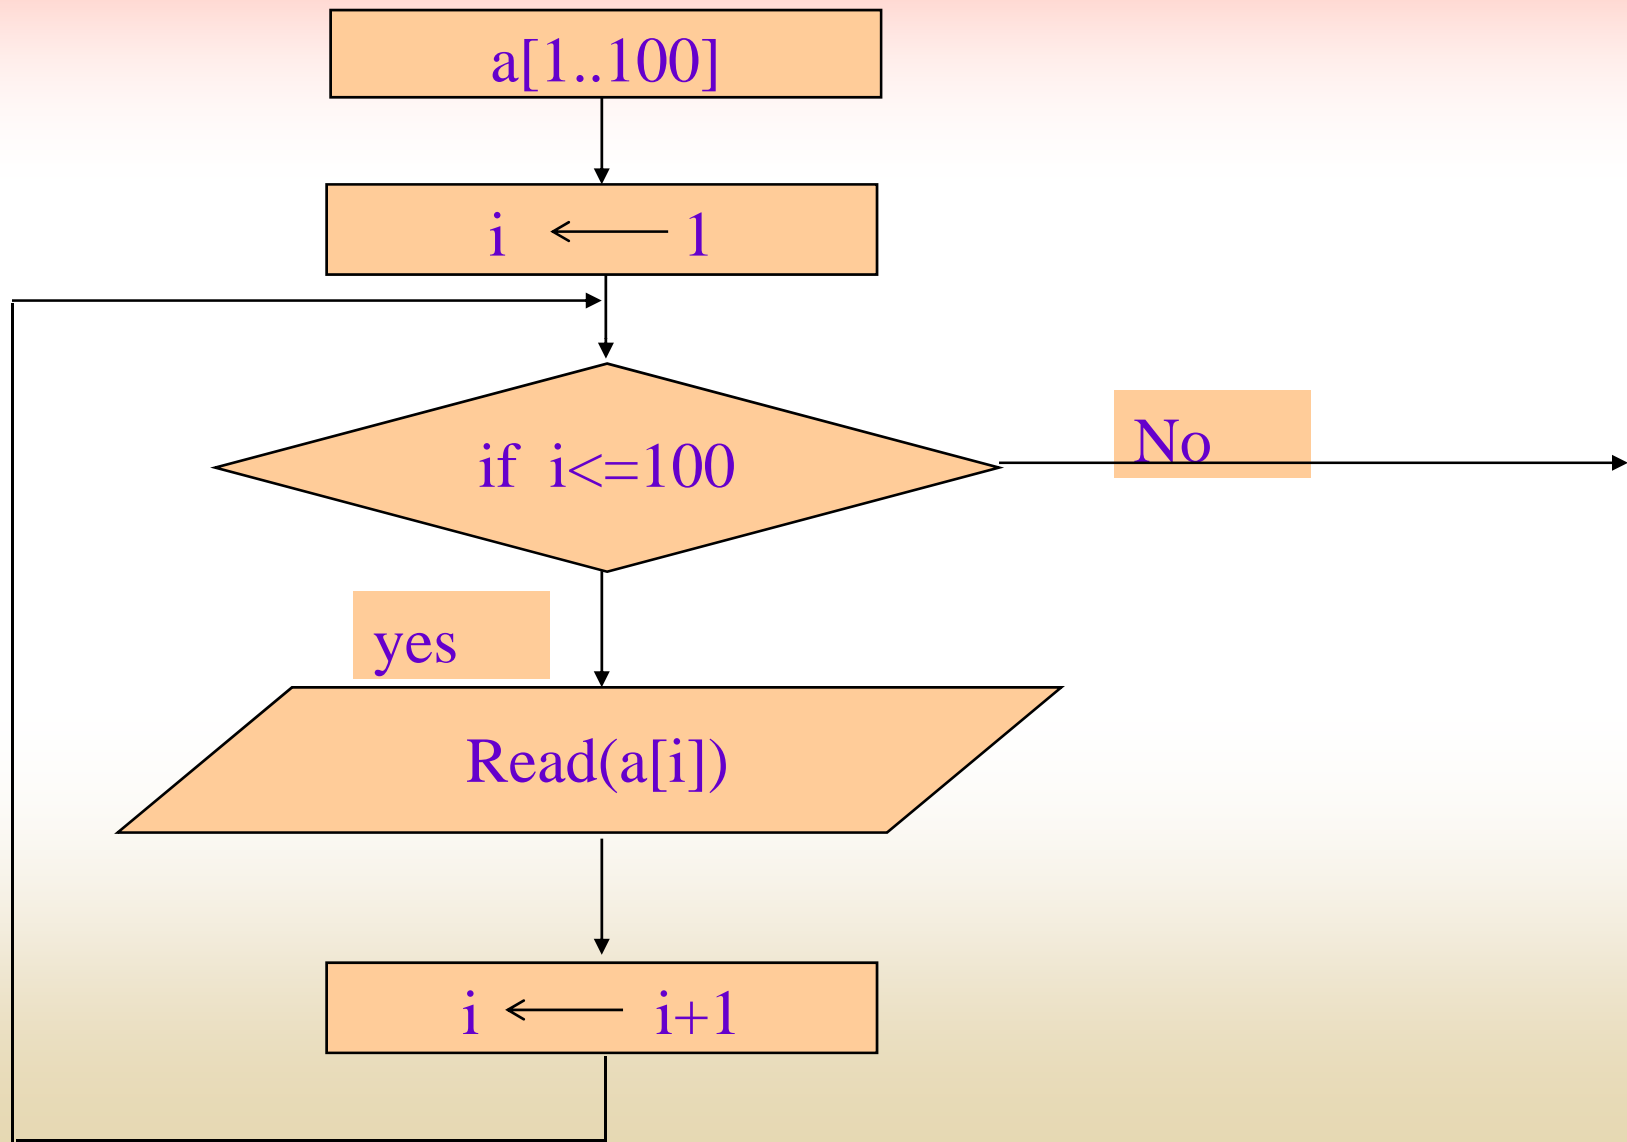 a[1..100]
i ← 1
if i<=100
No
yes
Read(a[i])
i ← i+1